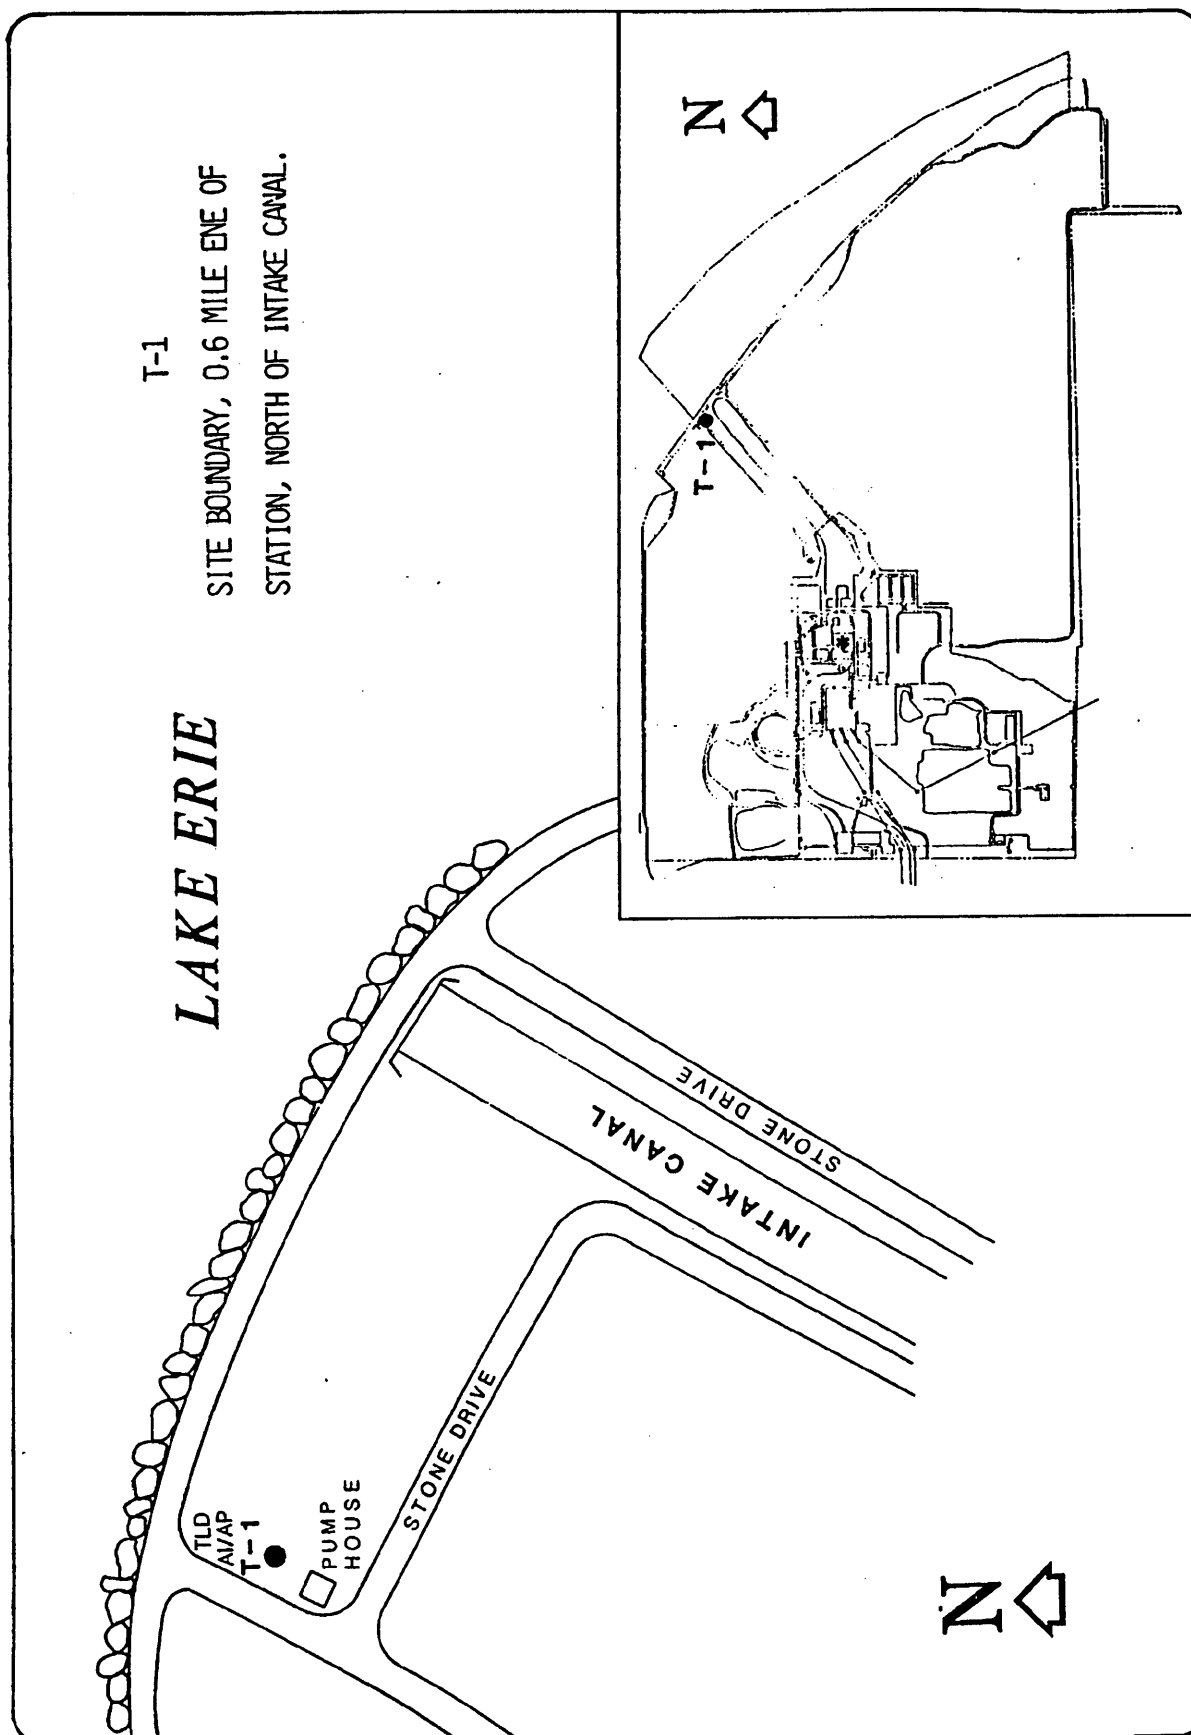 T-1
SITE BOUNDARY, 0.6 MILE ENE OF
STATION, NORTH OF INTAKE CANAL.
LAKE ERIE
TLD
AI/AP
T-1
PUMP
HOUSE
STONE DRIVE
INTAKE CANAL
STONE DRIVE
N
N
T-1